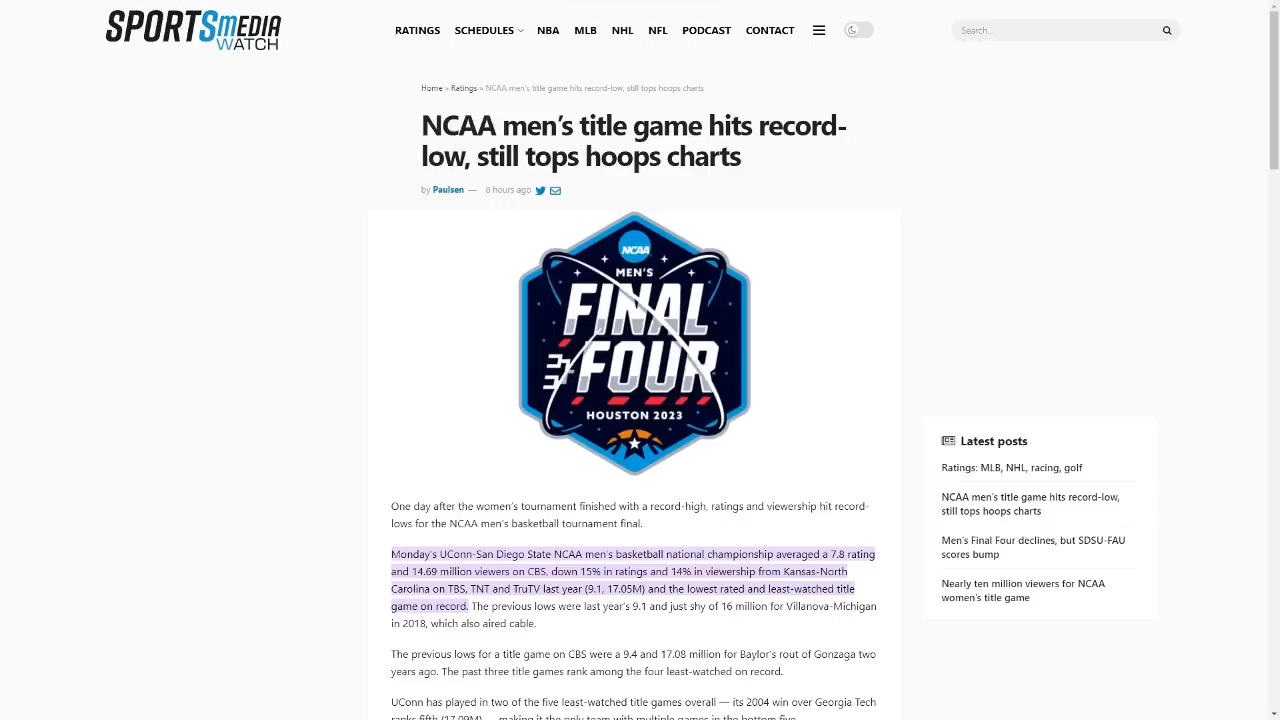 SPORTSMEDIA
WATCH
RATINGS SCHEDULES NBA MLB NHL NFL PODCAST CONTACT
Search...
Home » Ratings » NCAA men's title game hits record-low, still tops hoops charts
NCAA men’s title game hits record-
low, still tops hoops charts
by Paulsen — 8 hours ago
NCAA
MEN'S
FINAL
FOUR
HOUSTON 2023
One day after the women’s tournament finished with a record-high, ratings and viewership hit record-
lows for the NCAA men’s basketball tournament final.
Monday’s UConn-San Diego State NCAA men’s basketball national championship averaged a 7.8 rating
and 14.69 million viewers on CBS, down 15% in ratings and 14% in viewership from Kansas-North
Carolina on TBS, TNT and TruTV last year (9.1, 17.05M) and the lowest rated and least-watched title
game on record. The previous lows were last year’s 9.1 and just shy of 16 million for Villanova-Michigan
in 2018, which also aired cable.
The previous lows for a title game on CBS were a 9.4 and 17.08 million for Baylor’s rout of Gonzaga two
years ago. The past three title games rank among the four least-watched on record.
UConn has played in two of the five least-watched title games overall — its 2004 win over Georgia Tech
ranks fifth (17.09M) — making it the only team with multiple games in the bottom five.
Latest posts
Ratings: MLB, NHL, racing, golf
NCAA men’s title game hits record-low,
still tops hoops charts
Men’s Final Four declines, but SDSU-FAU
scores bump
Nearly ten million viewers for NCAA
women’s title game